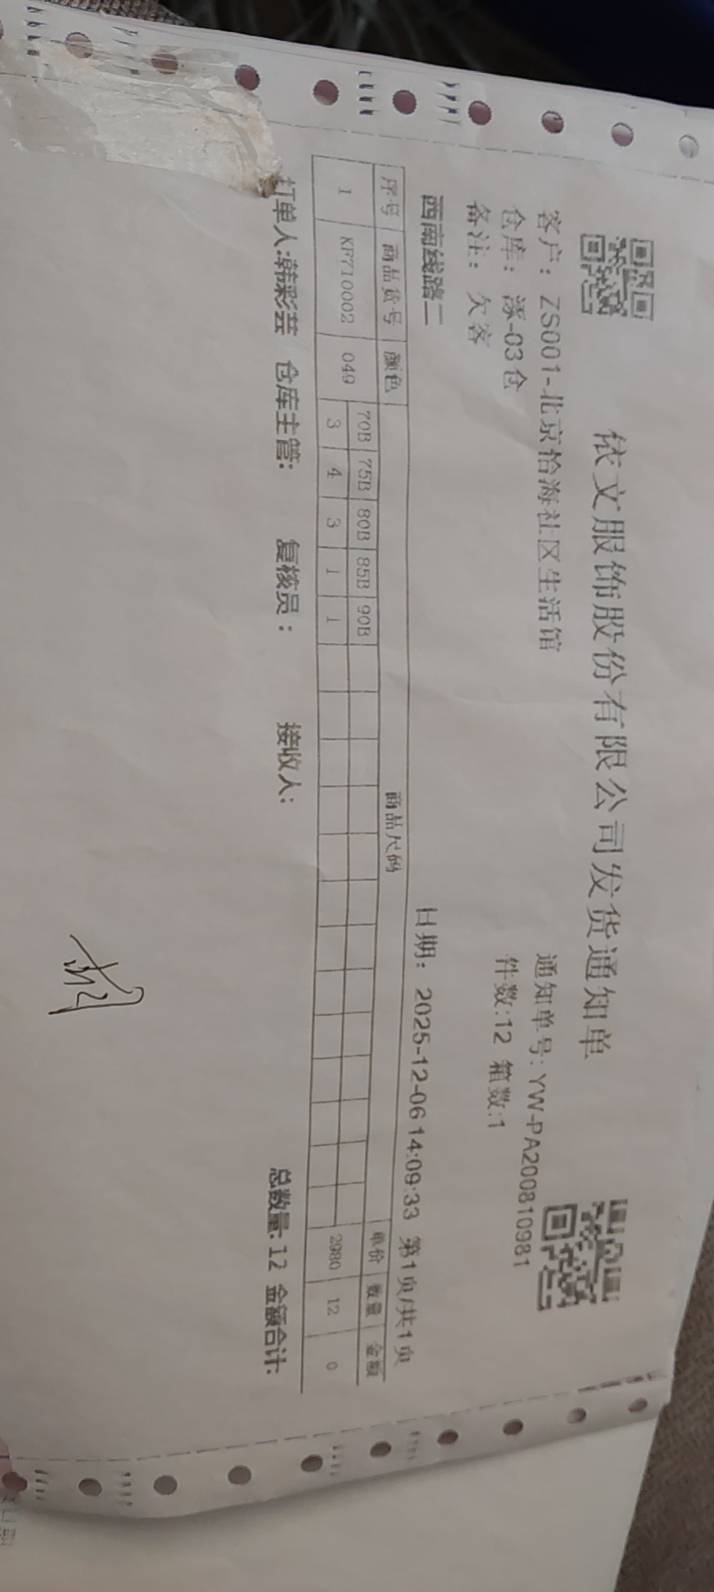 依文服饰股份有限公司发货通知单
客户：ZS001-北京恰海社区生活馆 通知单号: YW-PA200810981
仓库：添-03仓 件数:12 箱数:1
备注：欠客
西南线路二 日期： 2025-12-06 14:09:33 第1页/共1页
序号 商品货号 颜色 商品尺码 单价 数量 金额
70B 75B 80B 85B 90B
1 KF710002 049 3 4 3 1 1 2980 12 0
打单人:韩彩芸 仓库主管: 复核员： 接收人: 总数量: 12 金额合计: